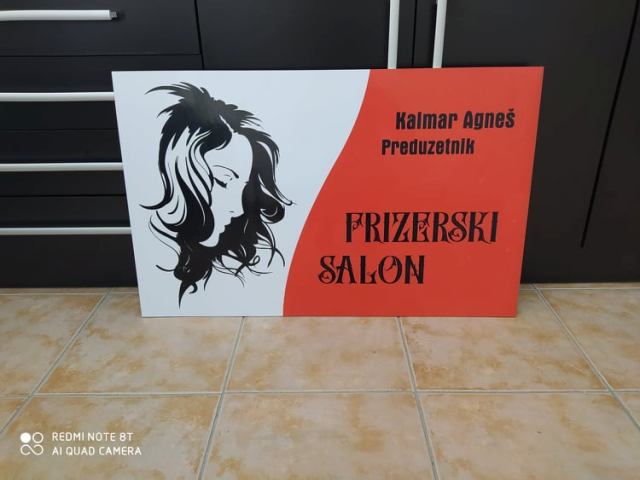 Kalmar Agneš
Preduzetnik
FRIZERSKI
SALON
REDMI NOTE 8T
AI QUAD CAMERA